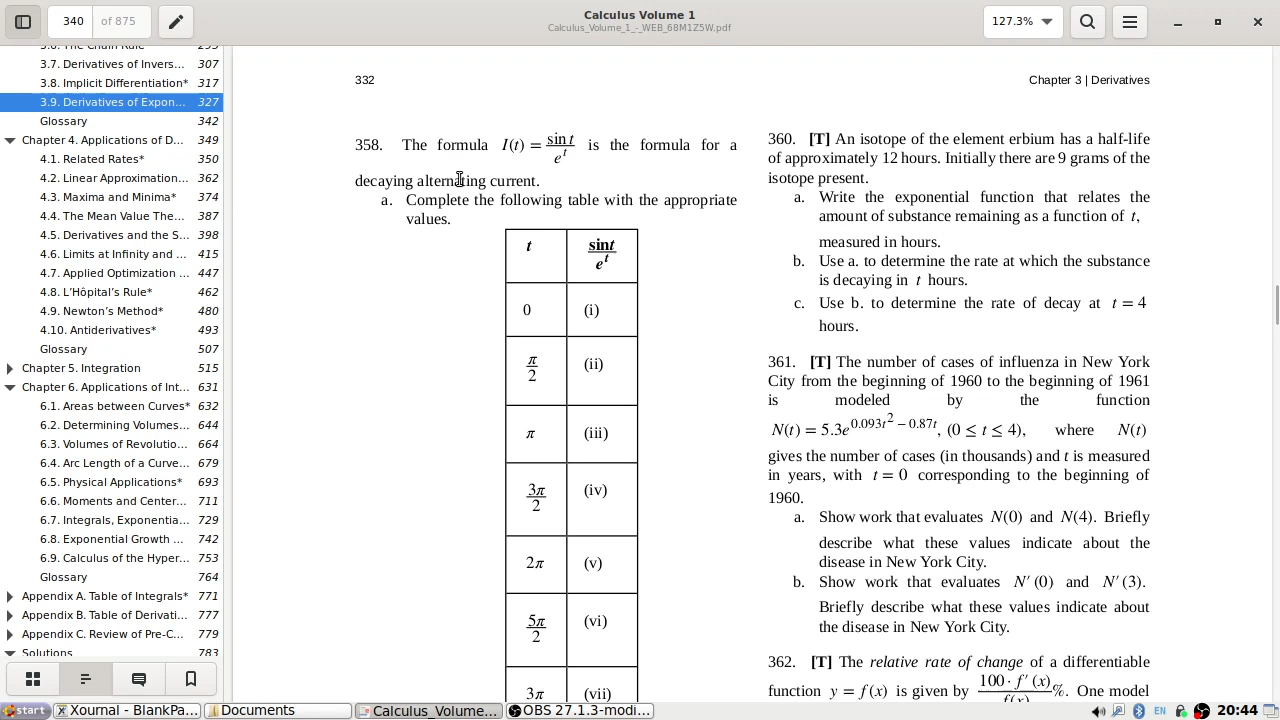 340 of 875
Calculus Volume 1
Calculus_Volume_1_-_WEB_68M1Z5W.pdf
127.3%
3.6. The Chain Rule 295
3.7. Derivatives of Invers... 307
3.8. Implicit Differentiation* 317
3.9. Derivatives of Expon... 327
Glossary 342
Chapter 4. Applications of D... 349
4.1. Related Rates* 350
4.2. Linear Approximation... 362
4.3. Maxima and Minima* 374
4.4. The Mean Value The... 387
4.5. Derivatives and the S... 398
4.6. Limits at Infinity and ... 415
4.7. Applied Optimization ... 447
4.8. L'Hôpital's Rule* 462
4.9. Newton's Method* 480
4.10. Antiderivatives* 493
Glossary 507
Chapter 5. Integration 515
Chapter 6. Applications of Int... 631
6.1. Areas between Curves* 632
6.2. Determining Volumes... 644
6.3. Volumes of Revolutio... 664
6.4. Arc Length of a Curve... 679
6.5. Physical Applications* 693
6.6. Moments and Center... 711
6.7. Integrals, Exponentia... 729
6.8. Exponential Growth ... 742
6.9. Calculus of the Hyper... 753
Glossary 764
Appendix A. Table of Integrals* 771
Appendix B. Table of Derivati... 777
Appendix C. Review of Pre-C... 779
Solutions 783
332
Chapter 3 | Derivatives
358. The formula I(t) = sin t / e^t is the formula for a
decaying alternating current.
a. Complete the following table with the appropriate
values.
t sin t / e^t
0 (i)
π/2 (ii)
π (iii)
3π/2 (iv)
2π (v)
5π/2 (vi)
3π (vii)
360. [T] An isotope of the element erbium has a half-life
of approximately 12 hours. Initially there are 9 grams of the
isotope present.
a. Write the exponential function that relates the
amount of substance remaining as a function of t,
measured in hours.
b. Use a. to determine the rate at which the substance
is decaying in t hours.
c. Use b. to determine the rate of decay at t = 4
hours.
361. [T] The number of cases of influenza in New York
City from the beginning of 1960 to the beginning of 1961
is modeled by the function
N(t) = 5.3e^(0.093t^2 − 0.87t), (0 ≤ t ≤ 4), where N(t)
gives the number of cases (in thousands) and t is measured
in years, with t = 0 corresponding to the beginning of
1960.
a. Show work that evaluates N(0) and N(4). Briefly
describe what these values indicate about the
disease in New York City.
b. Show work that evaluates N′(0) and N′(3).
Briefly describe what these values indicate about
the disease in New York City.
362. [T] The relative rate of change of a differentiable
function y = f(x) is given by 100 · f′(x) / f(x) %. One model
start
Xournal - BlankPa...
Documents
Calculus_Volume...
OBS 27.1.3-modi...
EN
20:44